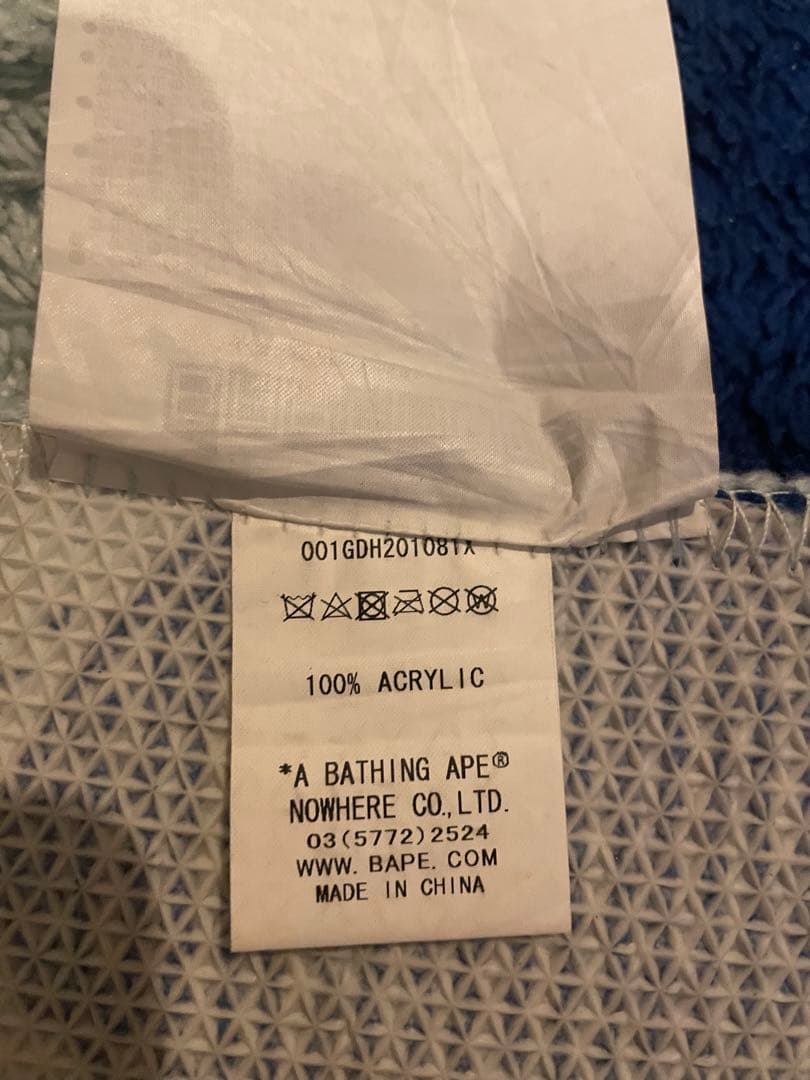 001GDH201081X
100% ACRYLIC
*A BATHING APE®
NOWHERE CO.,LTD.
03(5772)2524
WWW. BAPE. COM
MADE IN CHINA